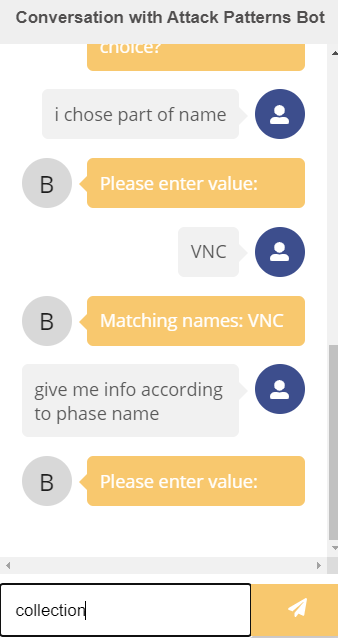 Conversation with Attack Patterns Bot
choice?
i chose part of name
B
Please enter value:
VNC
B
Matching names: VNC
give me info according
to phase name
B
Please enter value:
collection